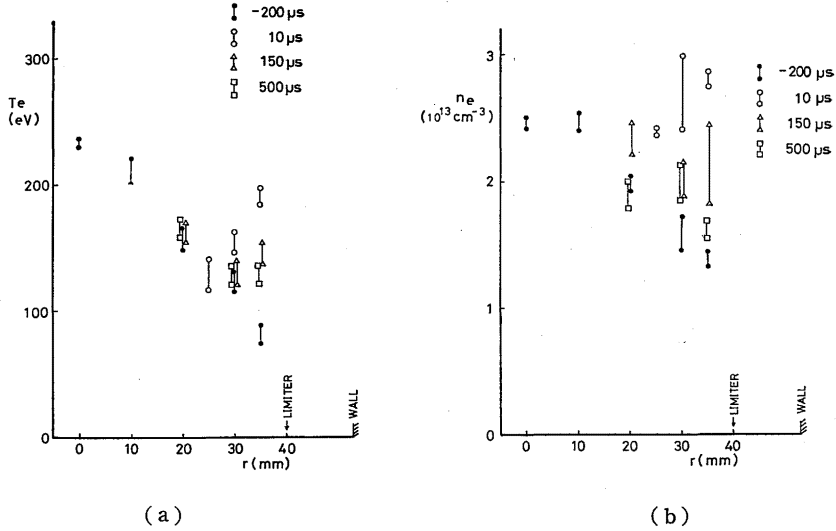 -200 µs
10 µs
150 µs
500 µs
300
Te
(eV)
200
100
0
0 10 20 30 40
r (mm)
LIMITER
WALL
(a)
3
ne
(10¹³ cm⁻³)
2
1
0
-200 µs
10 µs
150 µs
500 µs
0 10 20 30 40
r (mm)
LIMITER
WALL
(b)